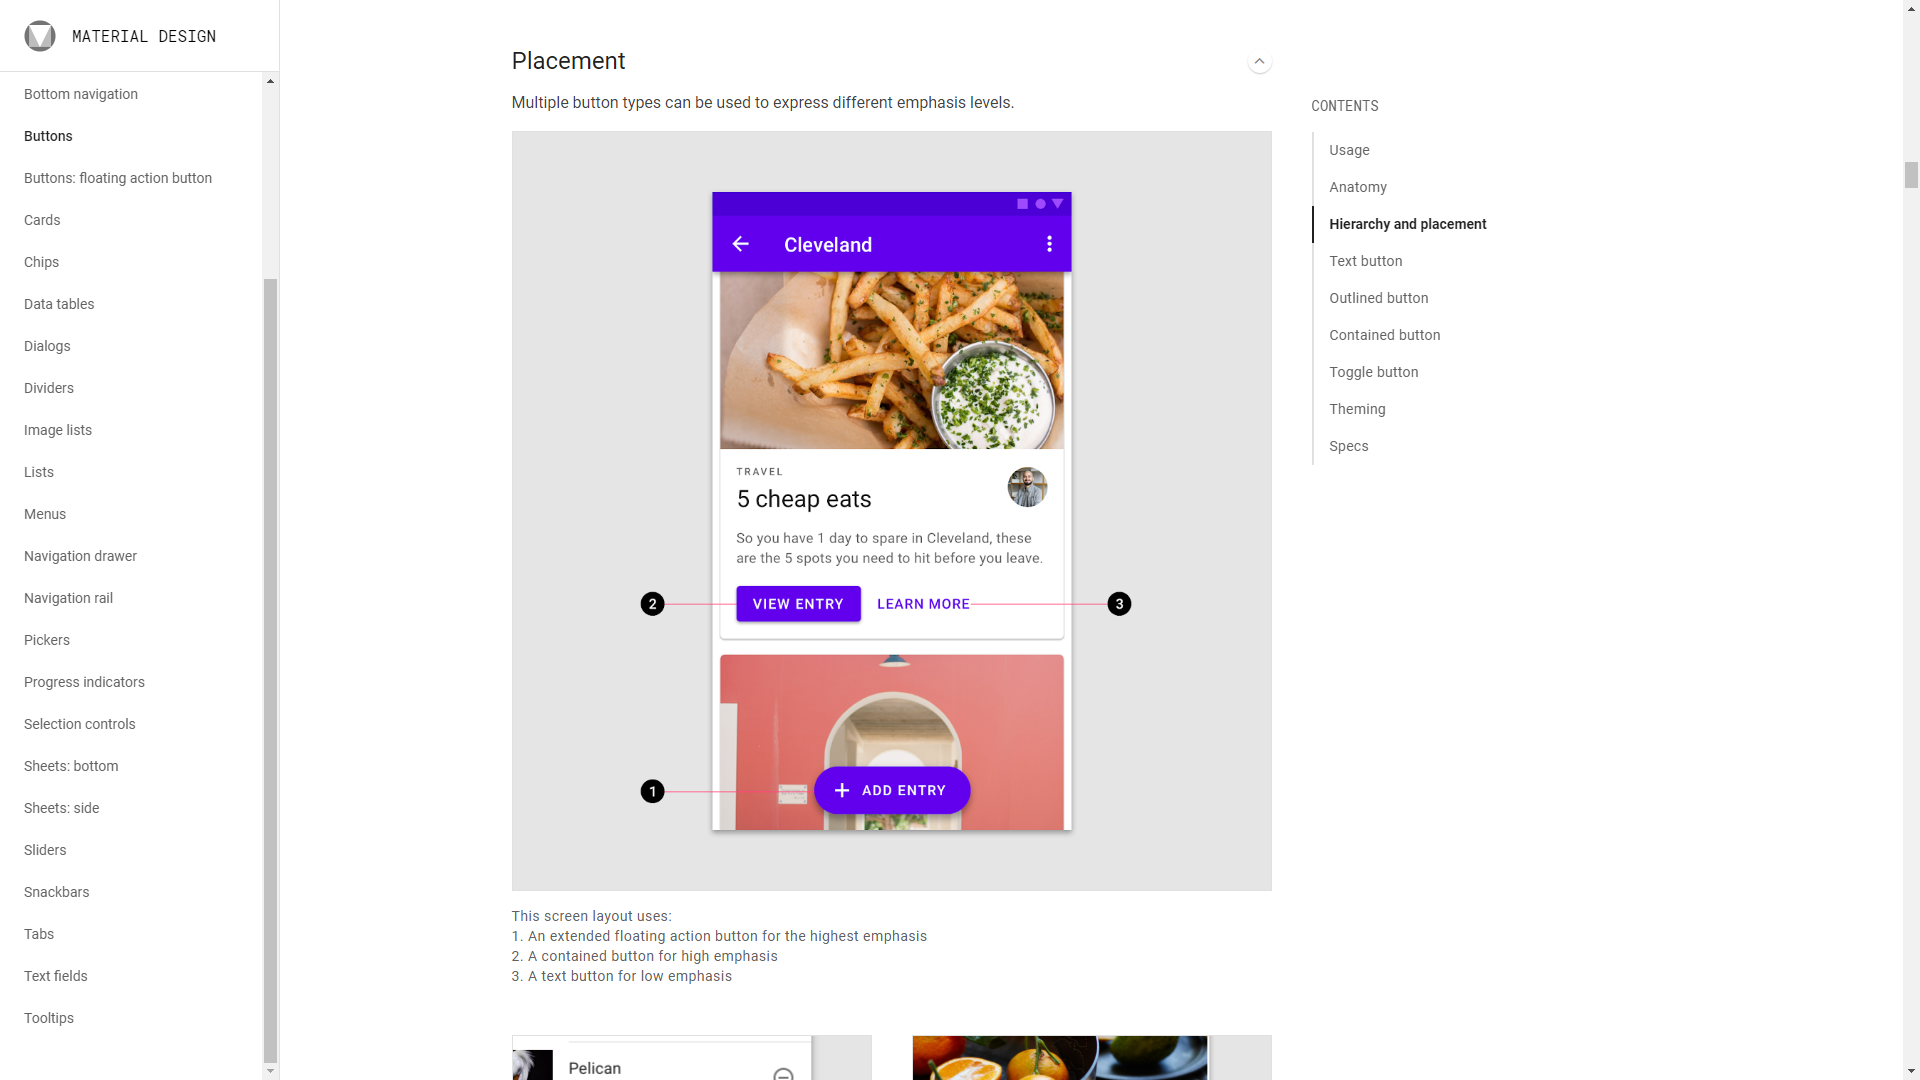 MATERIAL DESIGN
Bottom navigation
Buttons
Buttons: floating action button
Cards
Chips
Data tables
Dialogs
Dividers
Image lists
Lists
Menus
Navigation drawer
Navigation rail
Pickers
Progress indicators
Selection controls
Sheets: bottom
Sheets: side
Sliders
Snackbars
Tabs
Text fields
Tooltips
Placement
Multiple button types can be used to express different emphasis levels.
Cleveland
TRAVEL
5 cheap eats
So you have 1 day to spare in Cleveland, these
are the 5 spots you need to hit before you leave.
2 VIEW ENTRY LEARN MORE 3
1 ADD ENTRY
This screen layout uses:
1. An extended floating action button for the highest emphasis
2. A contained button for high emphasis
3. A text button for low emphasis
Pelican
CONTENTS
Usage
Anatomy
Hierarchy and placement
Text button
Outlined button
Contained button
Toggle button
Theming
Specs